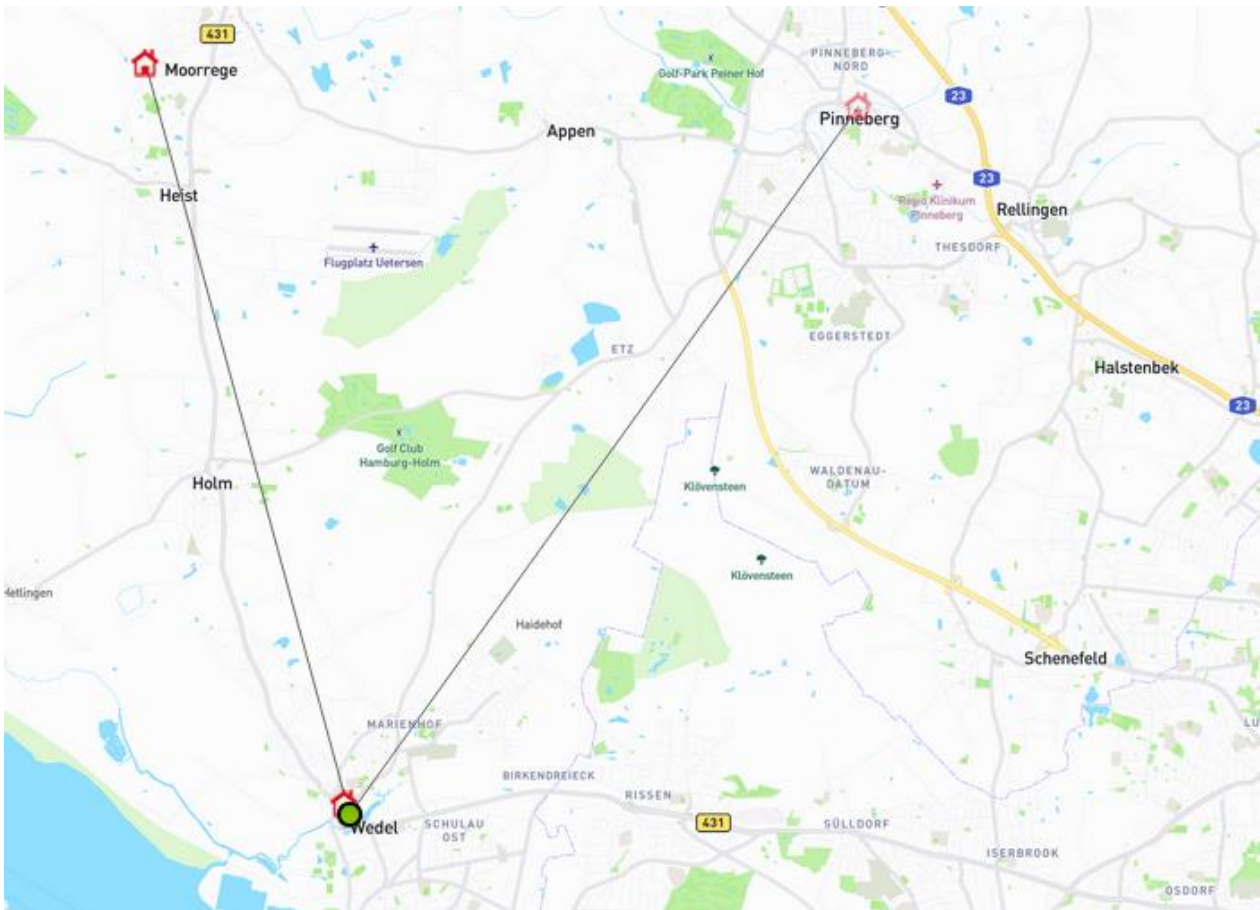 431
Moorrege
Golf-Park Peiner Hof
PINNEBERG-
NORD
23
Pinneberg
Appen
Heist
23
Regio Klinikum
Pinneberg
Rellingen
THESDORF
Flugplatz Uetersen
ETZ
EGGERSTEDT
Halstenbek
23
Golf Club
Hamburg-Holm
Holm
Klövensteen
WALDENAU-
DATUM
Klövensteen
Hetlingen
Haidehof
Schenefeld
MARIENHOF
LU
BIRKENDREIECK
RISSEN
Wedel
SCHULAU
OST
431
SÜLLDORF
ISERBROOK
OSDORF